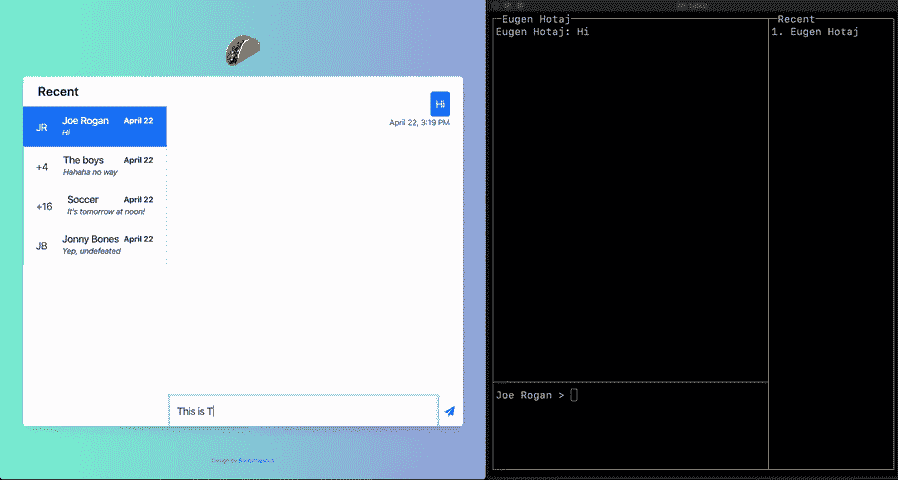 Recent
JR
Joe Rogan
April 22
Hi
+4
The boys
April 22
Hahaha no way
+16
Soccer
April 22
It's tomorrow at noon!
JB
Jonny Bones
April 22
Yep, undefeated
Hi
April 22, 3:19 PM
This is T
Design by
Eugen Hotaj
Eugen Hotaj: Hi
Joe Rogan >
Recent
1. Eugen Hotaj